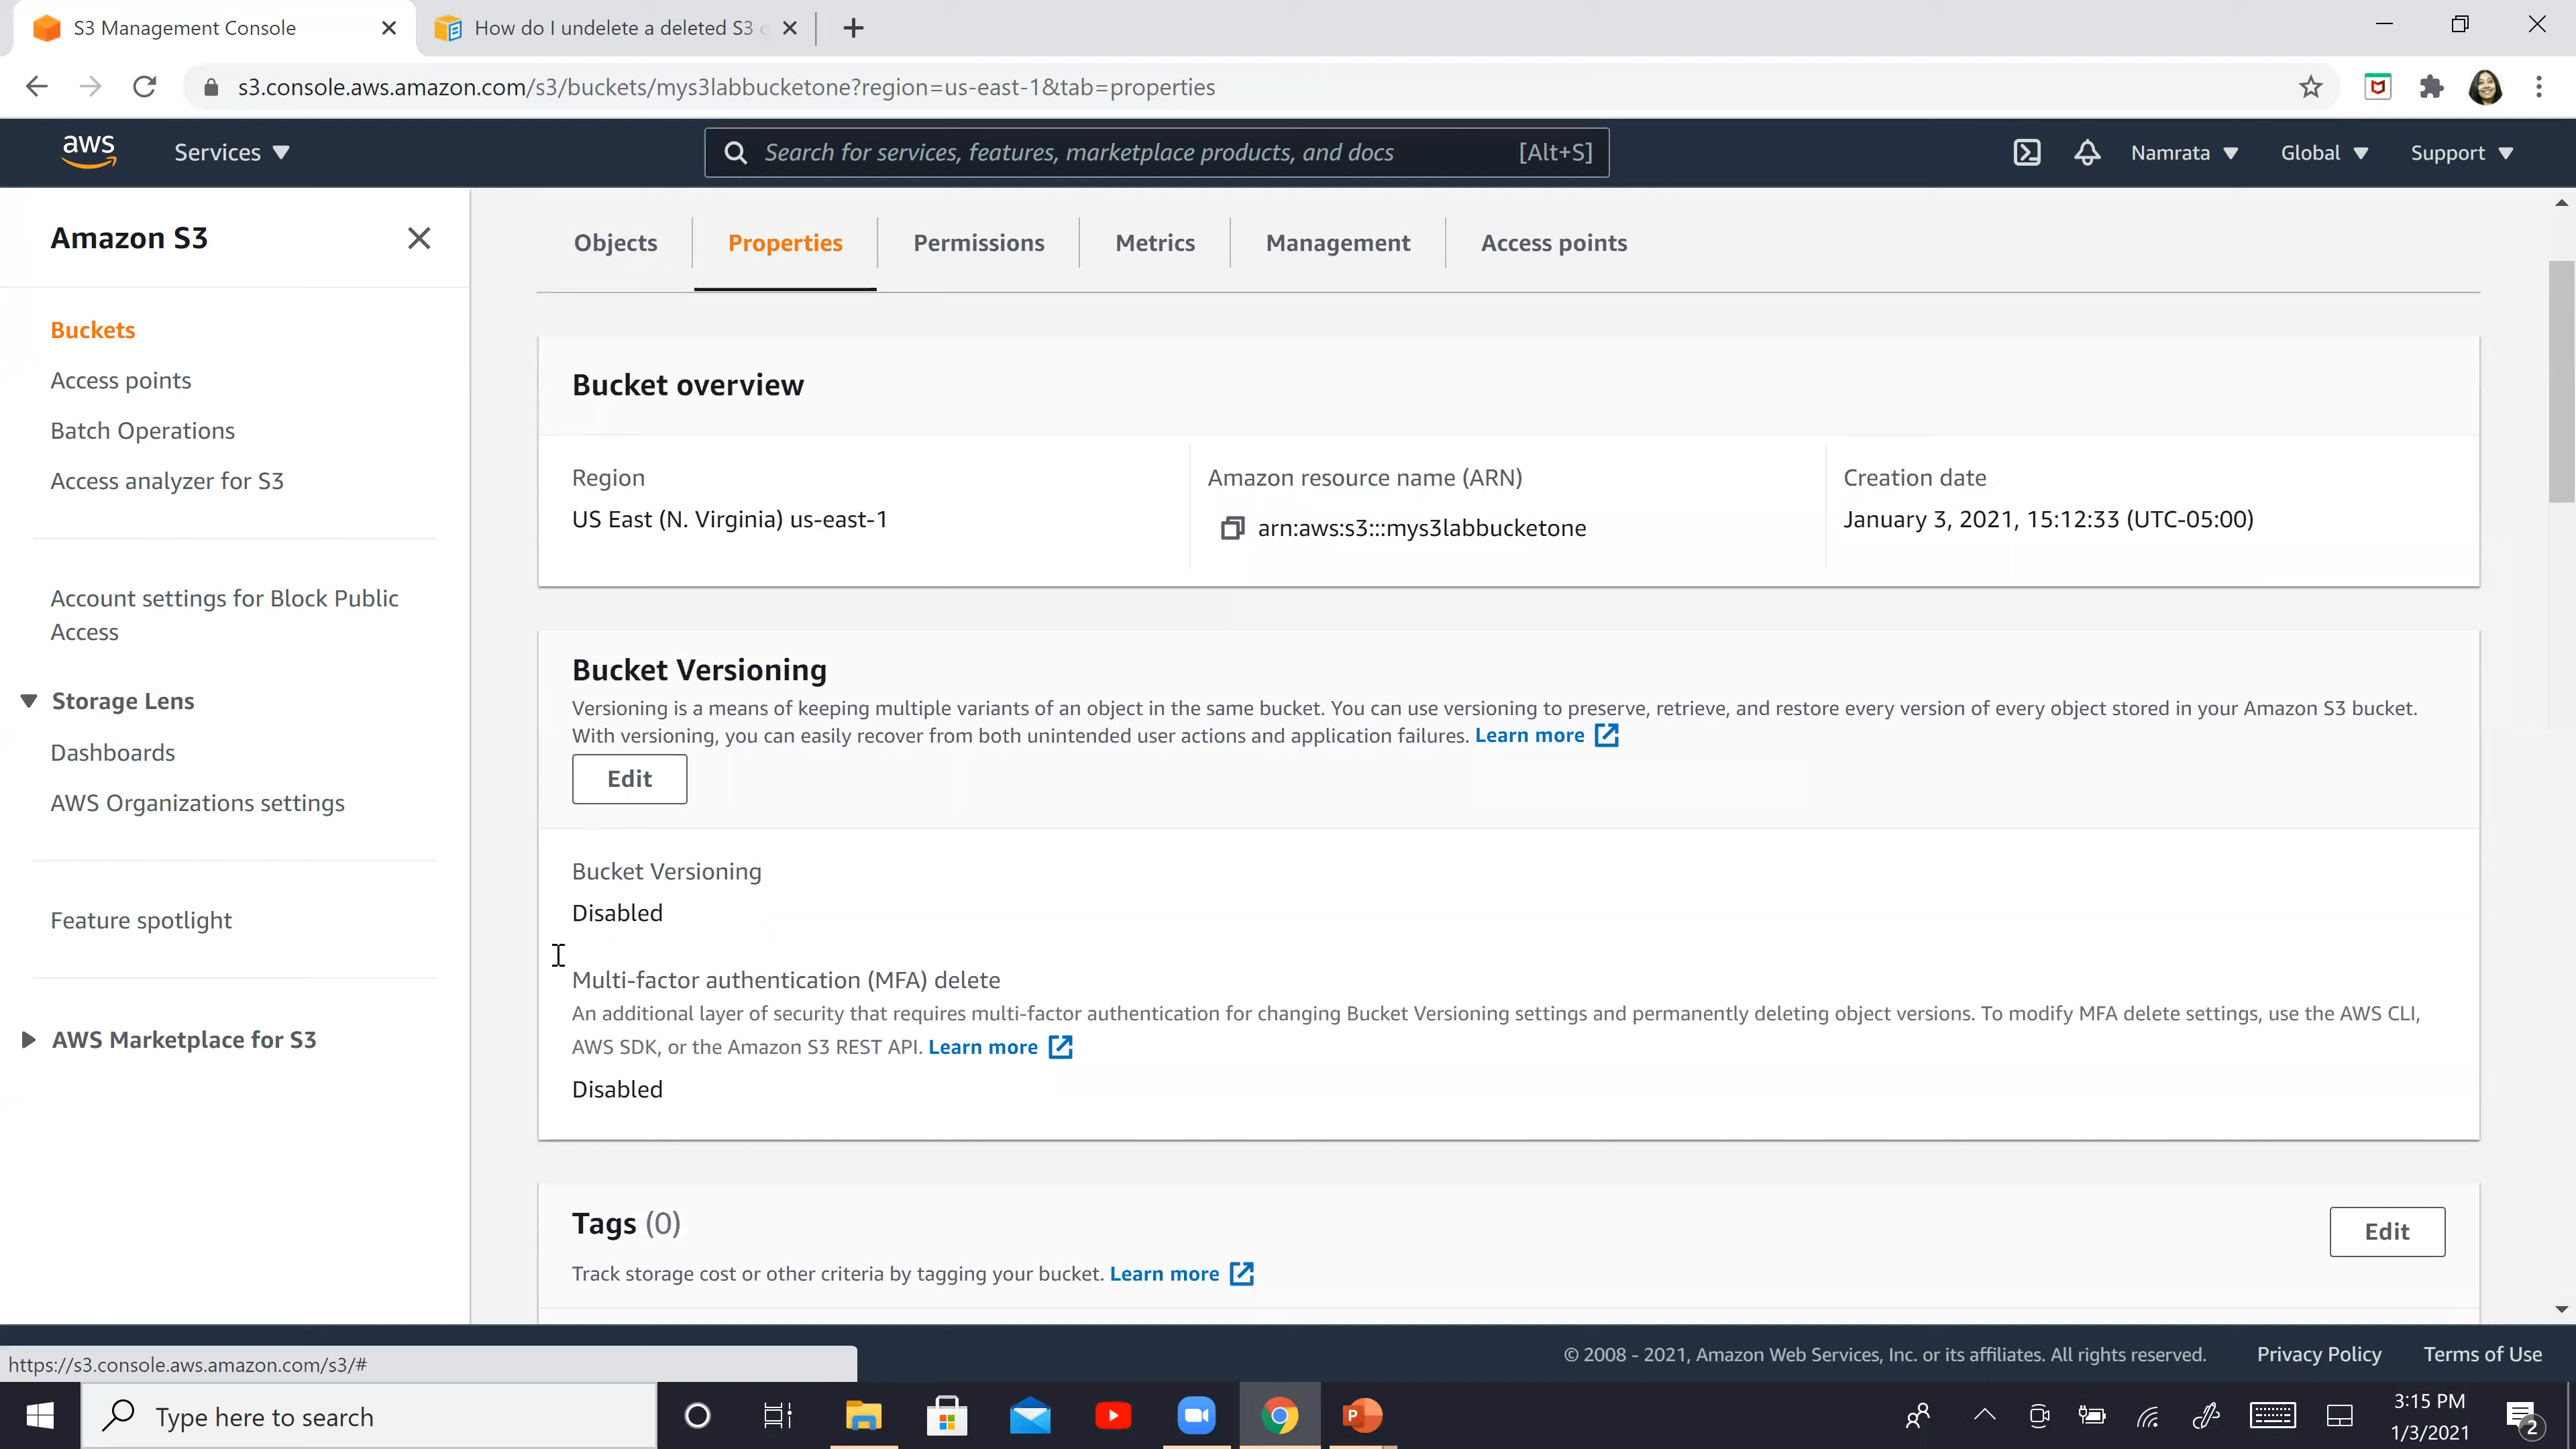 S3 Management Console
How do I undelete a deleted S3
s3.console.aws.amazon.com/s3/buckets/mys3labbucketone?region=us-east-1&tab=properties
aws
Services
Search for services, features, marketplace products, and docs [Alt+S]
Namrata
Global
Support
Amazon S3
Buckets
Access points
Batch Operations
Access analyzer for S3
Account settings for Block Public
Access
Storage Lens
Dashboards
AWS Organizations settings
Feature spotlight
AWS Marketplace for S3
Objects
Properties
Permissions
Metrics
Management
Access points
Bucket overview
Region
US East (N. Virginia) us-east-1
Amazon resource name (ARN)
arn:aws:s3:::mys3labbucketone
Creation date
January 3, 2021, 15:12:33 (UTC-05:00)
Bucket Versioning
Versioning is a means of keeping multiple variants of an object in the same bucket. You can use versioning to preserve, retrieve, and restore every version of every object stored in your Amazon S3 bucket.
With versioning, you can easily recover from both unintended user actions and application failures. Learn more
Edit
Bucket Versioning
Disabled
Multi-factor authentication (MFA) delete
An additional layer of security that requires multi-factor authentication for changing Bucket Versioning settings and permanently deleting object versions. To modify MFA delete settings, use the AWS CLI,
AWS SDK, or the Amazon S3 REST API. Learn more
Disabled
Tags (0)
Edit
Track storage cost or other criteria by tagging your bucket. Learn more
https://s3.console.aws.amazon.com/s3/#
© 2008 - 2021, Amazon Web Services, Inc. or its affiliates. All rights reserved.
Privacy Policy
Terms of Use
Type here to search
3:15 PM
1/3/2021
2